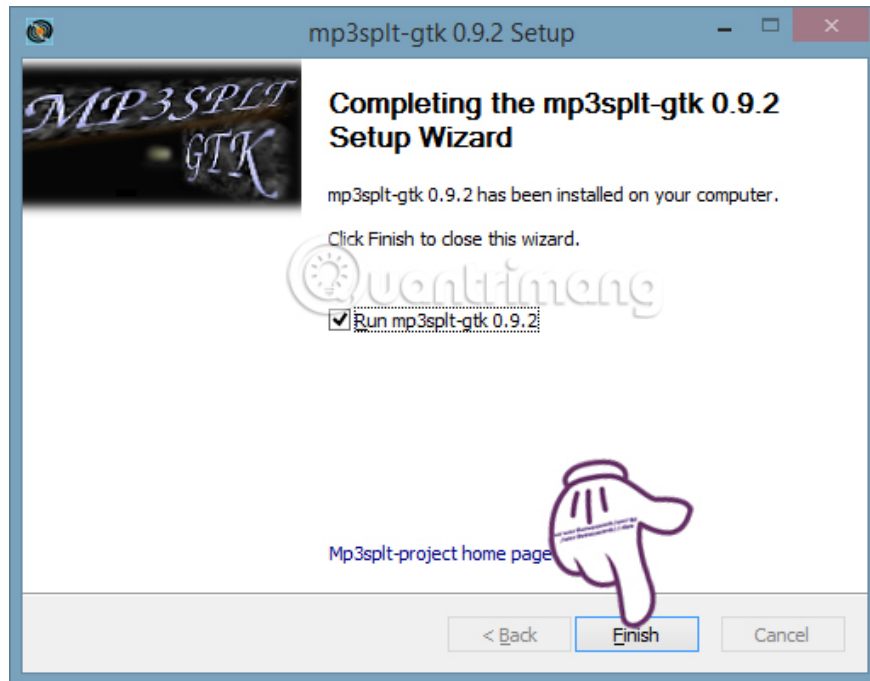 mp3splt-gtk 0.9.2 Setup
MP3SPLT
GTK
Completing the mp3splt-gtk 0.9.2
Setup Wizard
mp3splt-gtk 0.9.2 has been installed on your computer.
Click Finish to close this wizard.
Quantrimang
Run mp3splt-gtk 0.9.2
Mp3splt-project home page
< Back
Finish
Cancel